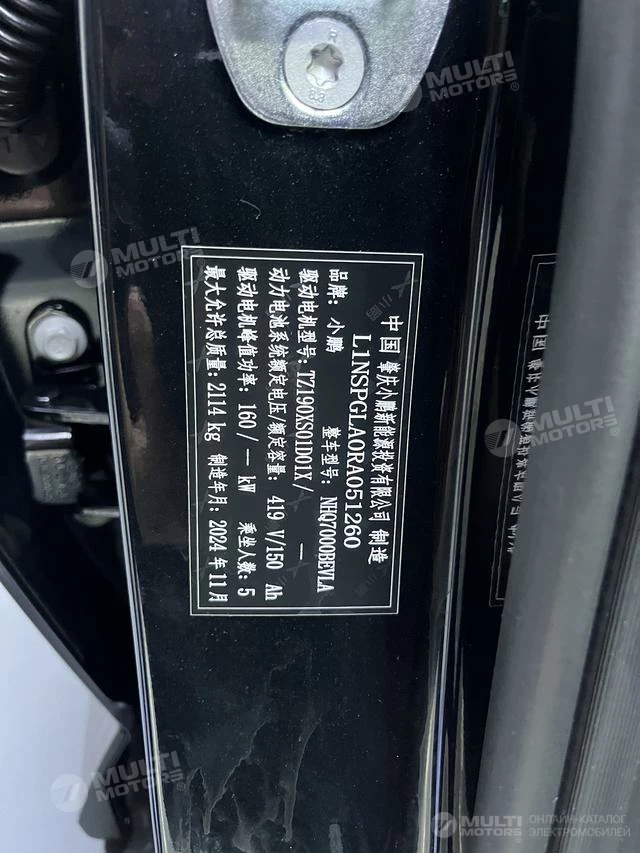 中国 肇庆小鹏新能源投资有限公司 制造
L1NSPGLA0RA051260
品牌: 小鹏 整车型号: NHQ7000BEVLA
驱动电机型号: TZ190XS01D01X/ —
动力电池系统额定电压/额定容量: 419 V/150 Ah
驱动电机峰值功率: 160/ — kW 乘坐人数: 5
最大允许总质量: 2114 kg 制造年月: 2024 年 11 月
MULTI MOTORS®
MULTI MOTORS®
MULTI MOTORS®
MULTI MOTORS®
MULTI MOTORS®
MULTI MOTORS® ОНЛАЙН-КАТАЛОГ ЭЛЕКТРОМОБИЛЕЙ